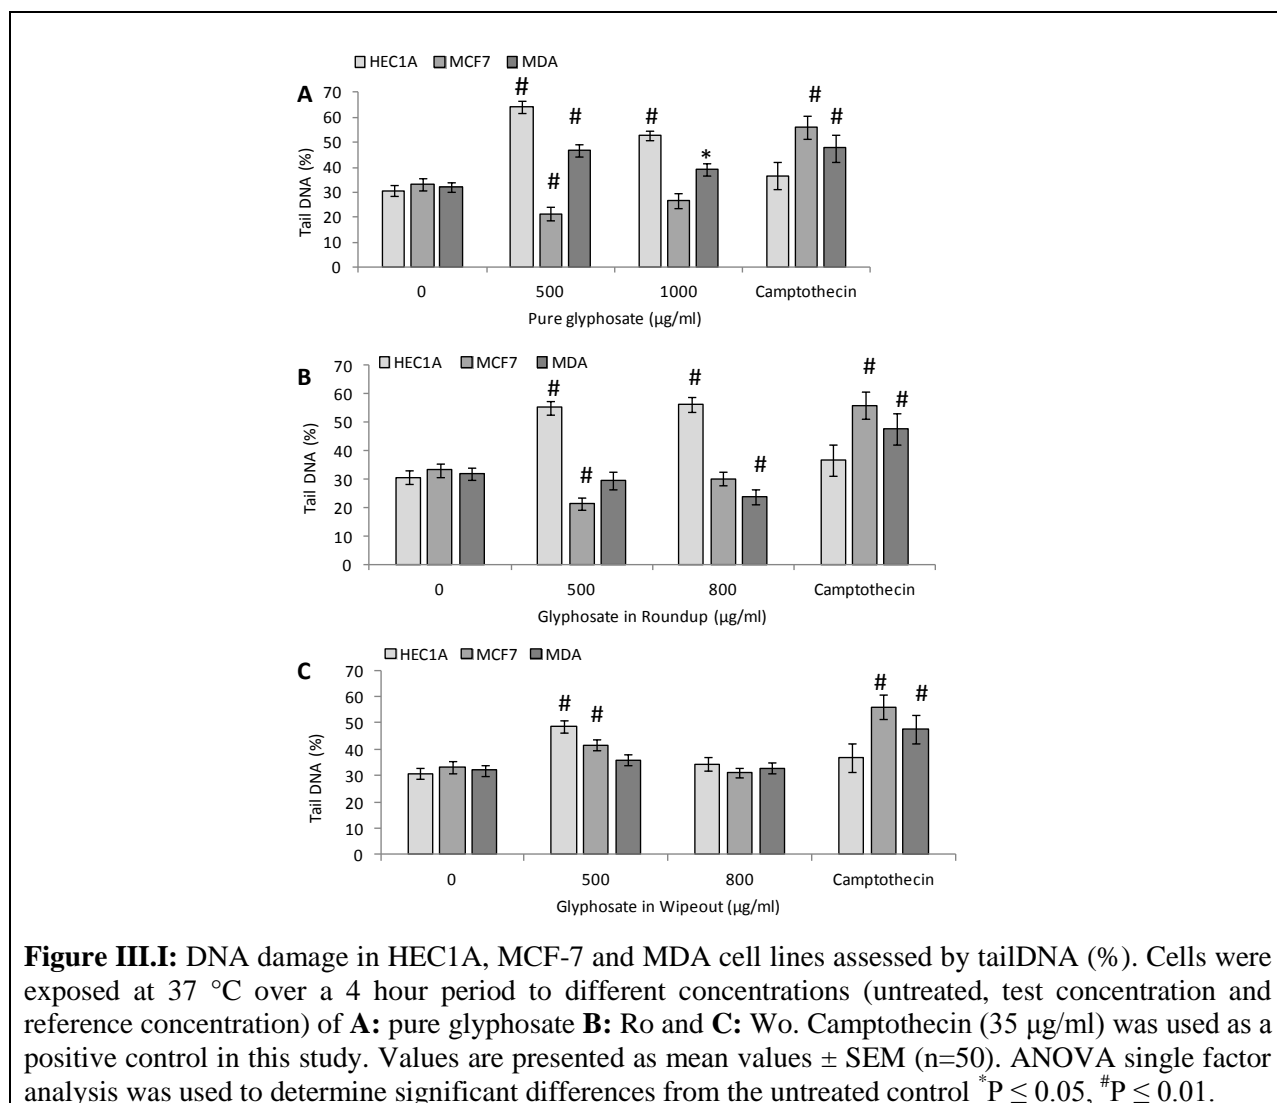 HEC1A MCF7 MDA
A
#
#
#
#
*
#
#
70
60
50
40
30
20
10
0
Tail DNA (%)
0 500 1000 Camptothecin
Pure glyphosate (µg/ml)
HEC1A MCF7 MDA
B
#
#
#
#
#
#
70
60
50
40
30
20
10
0
Tail DNA (%)
0 500 800 Camptothecin
Glyphosate in Roundup (µg/ml)
HEC1A MCF7 MDA
C
#
#
#
#
70
60
50
40
30
20
10
0
Tail DNA (%)
0 500 800 Camptothecin
Glyphosate in Wipeout (µg/ml)
Figure III.I: DNA damage in HEC1A, MCF-7 and MDA cell lines assessed by tailDNA (%). Cells were
exposed at 37 °C over a 4 hour period to different concentrations (untreated, test concentration and
reference concentration) of A: pure glyphosate B: Ro and C: Wo. Camptothecin (35 µg/ml) was used as a
positive control in this study. Values are presented as mean values ± SEM (n=50). ANOVA single factor
analysis was used to determine significant differences from the untreated control *P ≤ 0.05, #P ≤ 0.01.